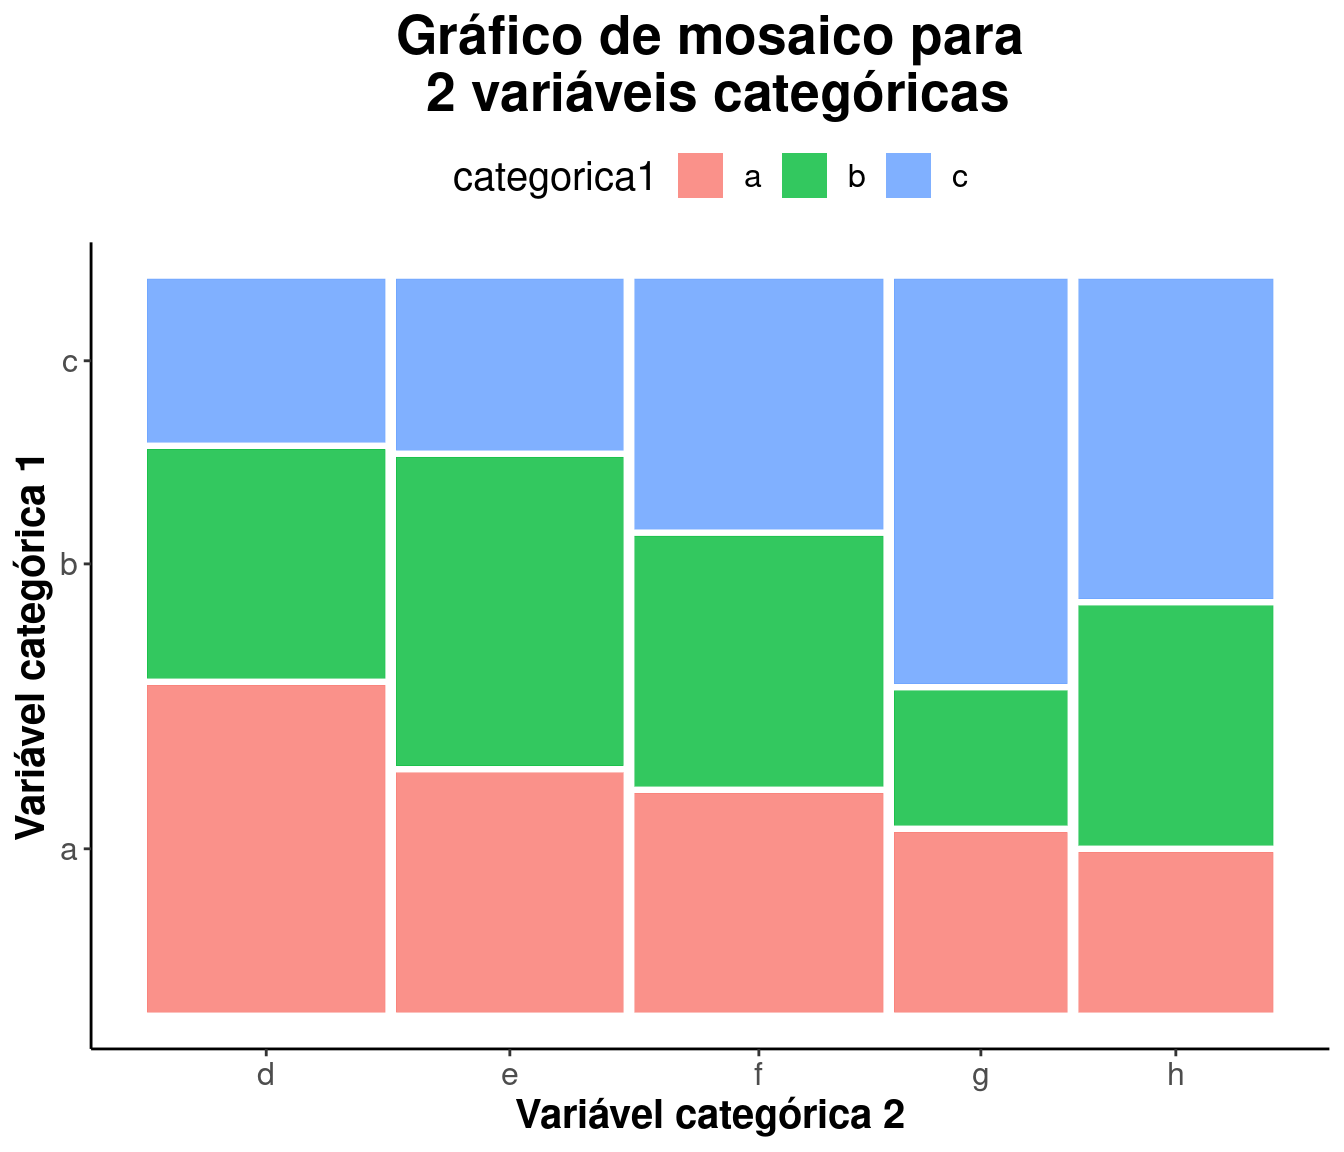 Gráfico de mosaico para
2 variáveis categóricas
categorica1 a b c
Variável categórica 1
c
b
a
d e f g h
Variável categórica 2